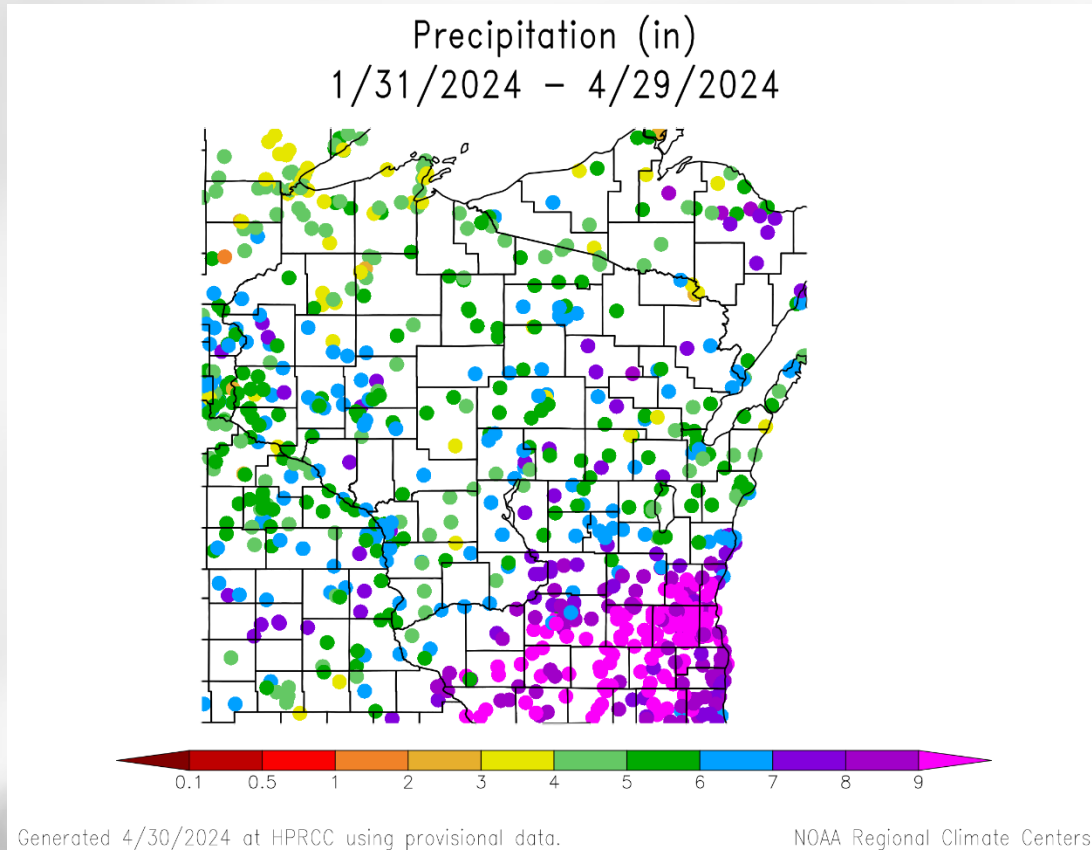 Precipitation (in)
1/31/2024 – 4/29/2024
0.1 0.5 1 2 3 4 5 6 7 8 9
Generated 4/30/2024 at HPRCC using provisional data.
NOAA Regional Climate Centers